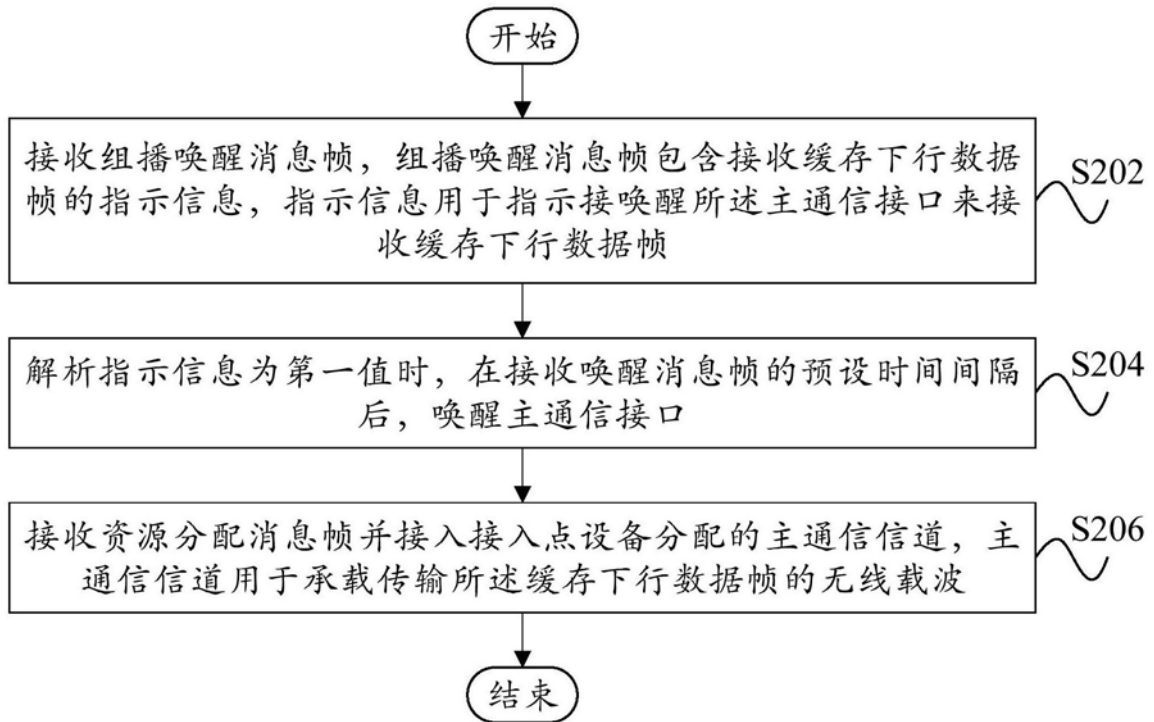 开始
接收组播唤醒消息帧，组播唤醒消息帧包含接收缓存下行数据
帧的指示信息，指示信息用于指示接唤醒所述主通信接口来接
收缓存下行数据帧
S202
解析指示信息为第一值时，在接收唤醒消息帧的预设时间间隔
后，唤醒主通信接口
S204
接收资源分配消息帧并接入接入点设备分配的主通信信道，主
通信信道用于承载传输所述缓存下行数据帧的无线载波
S206
结束